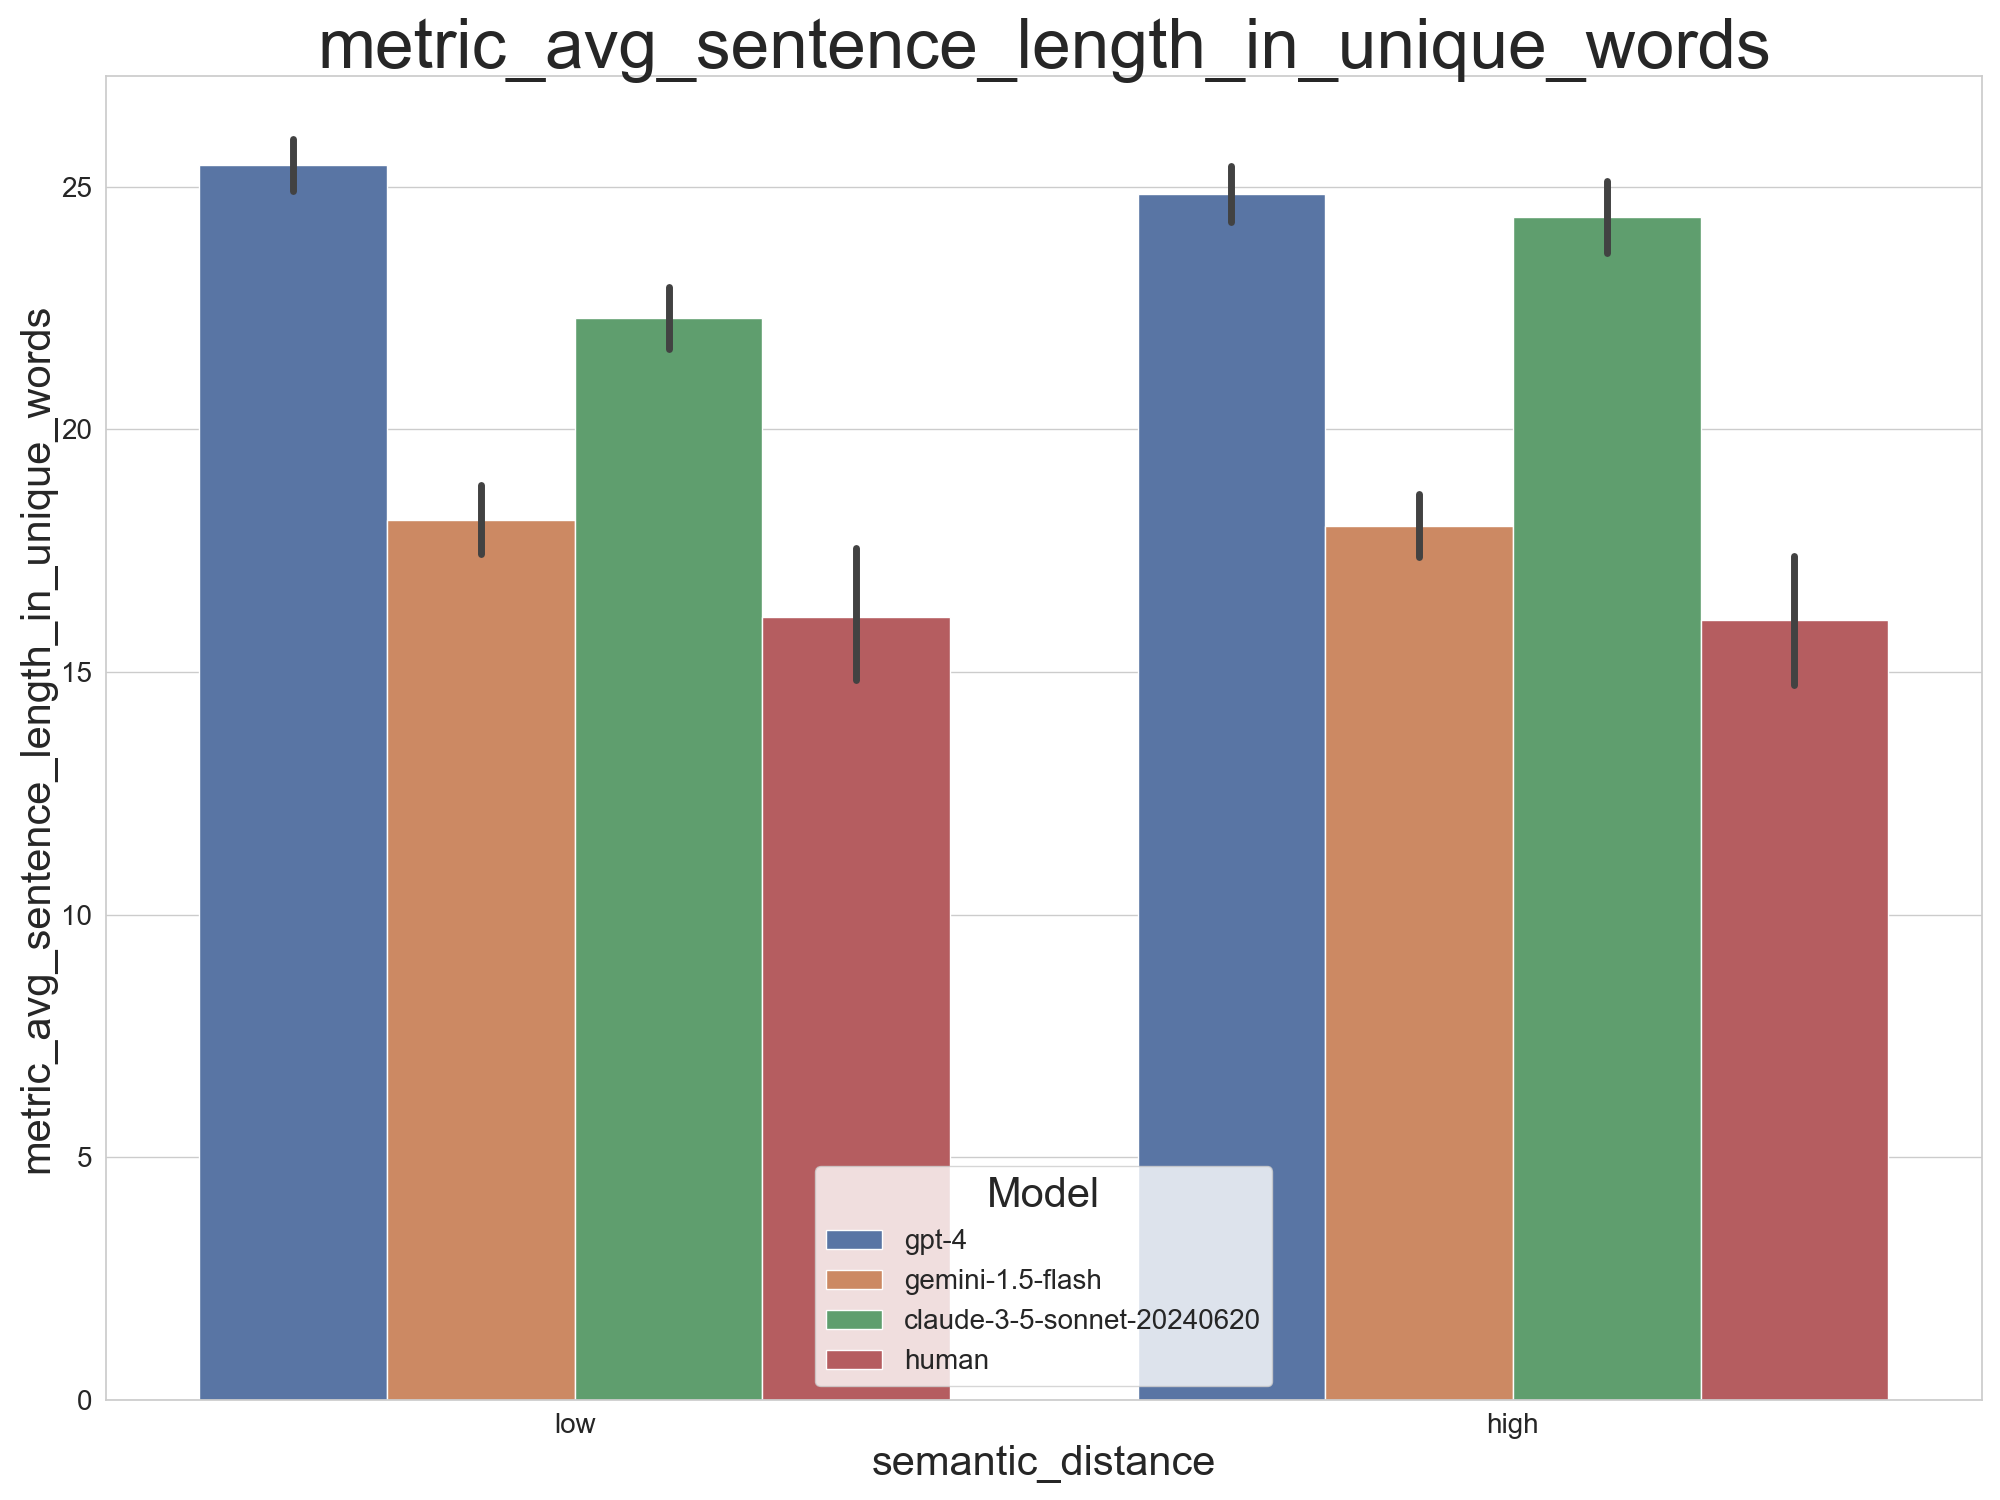 metric_avg_sentence_length_in_unique_words
metric_avg_sentence_length_in_unique_words
25
20
15
10
5
0
Model
gpt-4
gemini-1.5-flash
claude-3-5-sonnet-20240620
human
low
high
semantic_distance